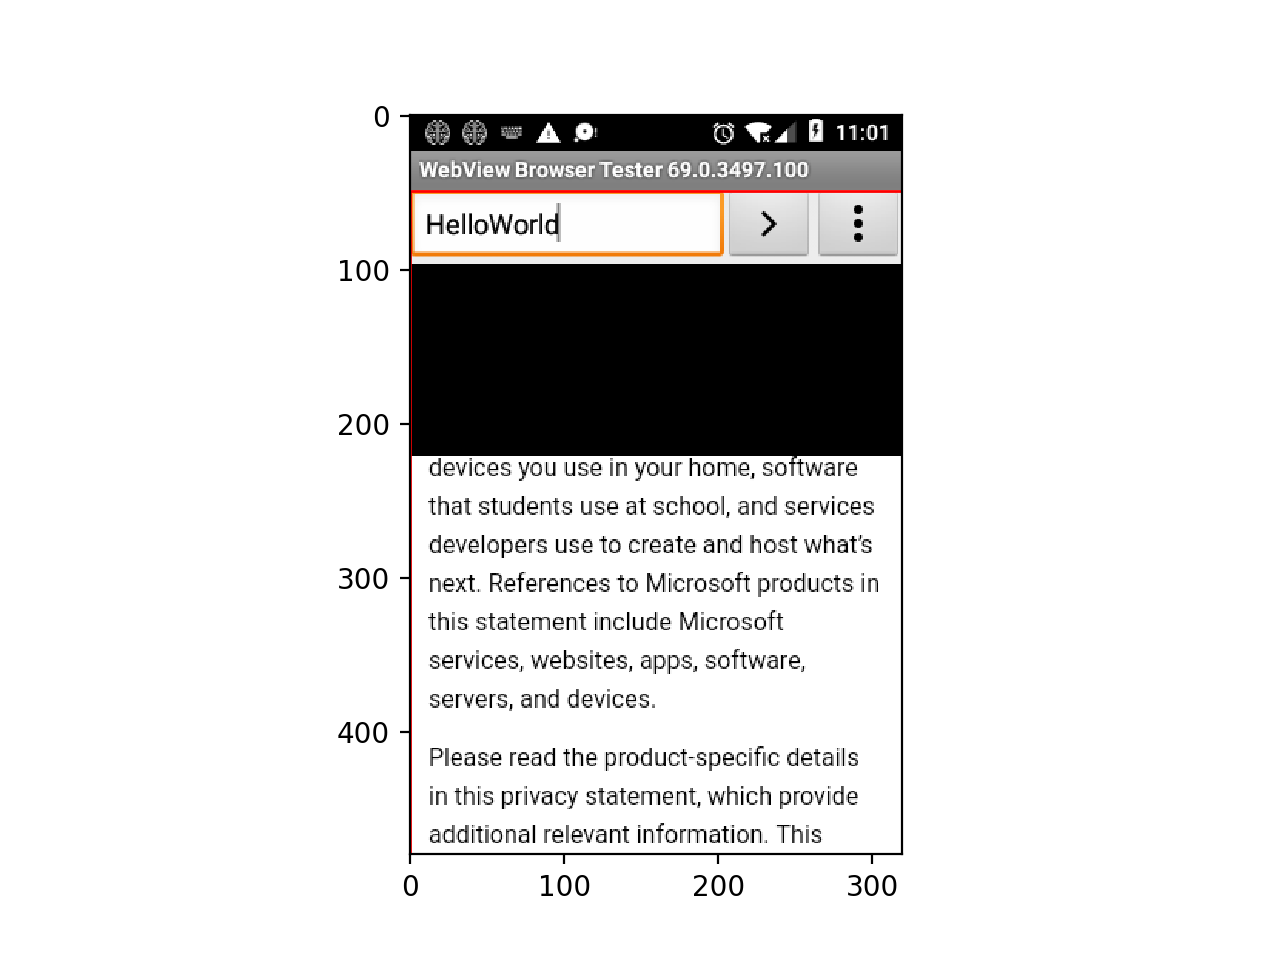 0
100
200
300
400
11:01
WebView Browser Tester 69.0.3497.100
HelloWorld
devices you use in your home, software
that students use at school, and services
developers use to create and host what's
next. References to Microsoft products in
this statement include Microsoft
services, websites, apps, software,
servers, and devices.
Please read the product-specific details
in this privacy statement, which provide
additional relevant information. This
0 100 200 300